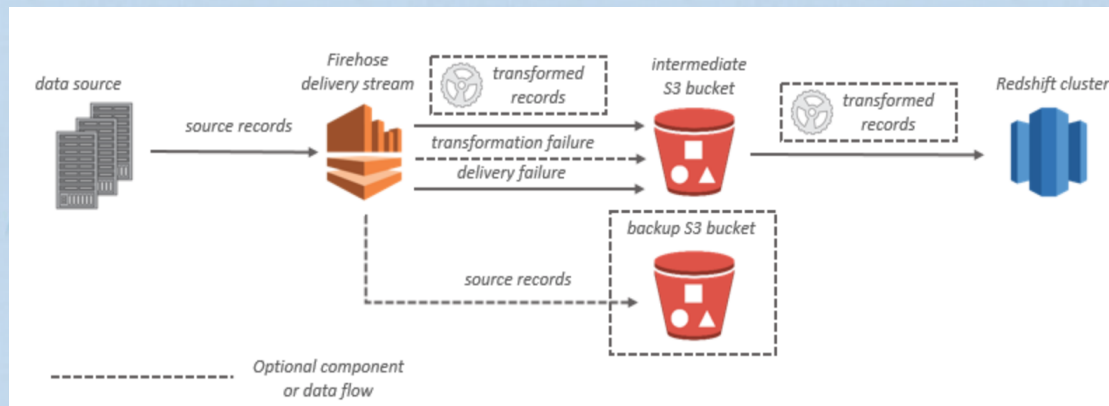 data source
source records
Firehose
delivery stream
transformed
records
transformation failure
delivery failure
intermediate
S3 bucket
transformed
records
Redshift cluster
backup S3 bucket
source records
Optional component
or data flow